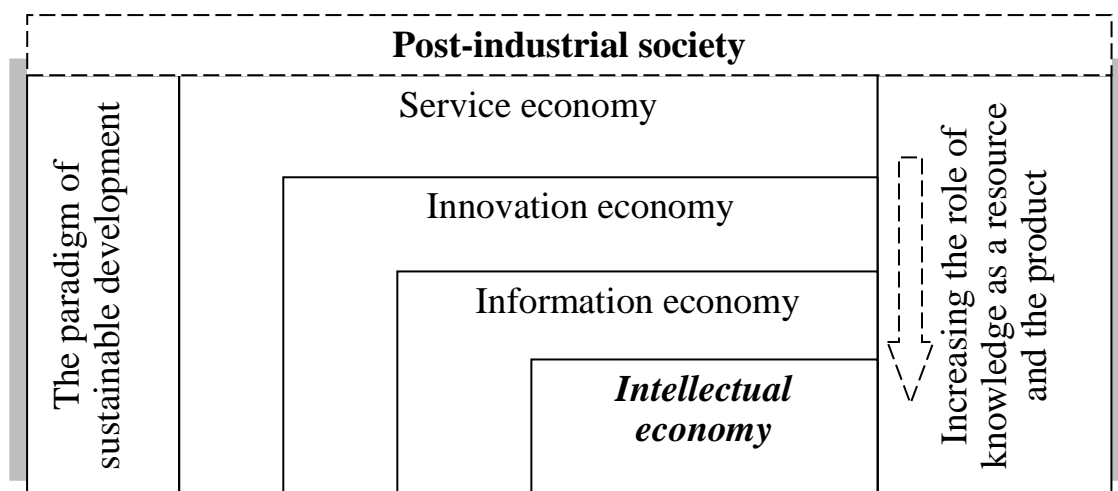 Post-industrial society
The paradigm of
sustainable development
Service economy
Innovation economy
Information economy
Intellectual
economy
Increasing the role of
knowledge as a resource
and the product